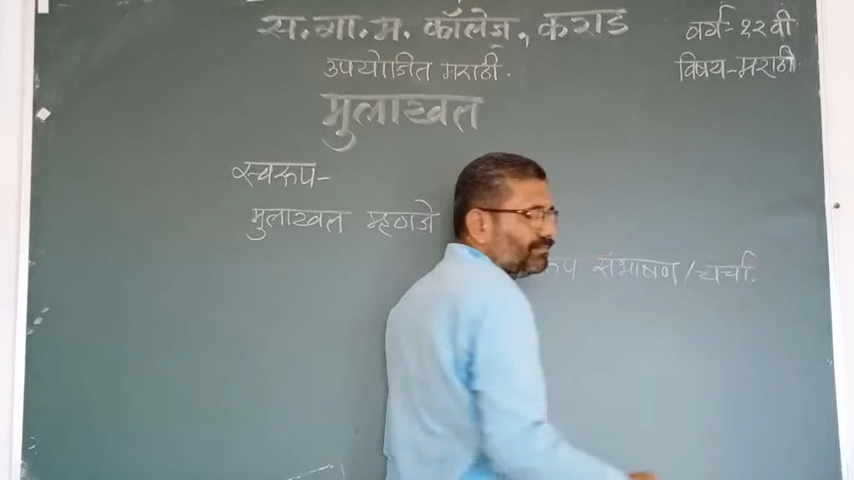 स. गा. म. कॉलेज, कराड
वर्ग- १२वी
उपयोजित मराठी.
विषय-मराठी
मुलाखत
स्वरूप-
मुलाखत म्हणजे
रूप संभाषण/चर्चा.